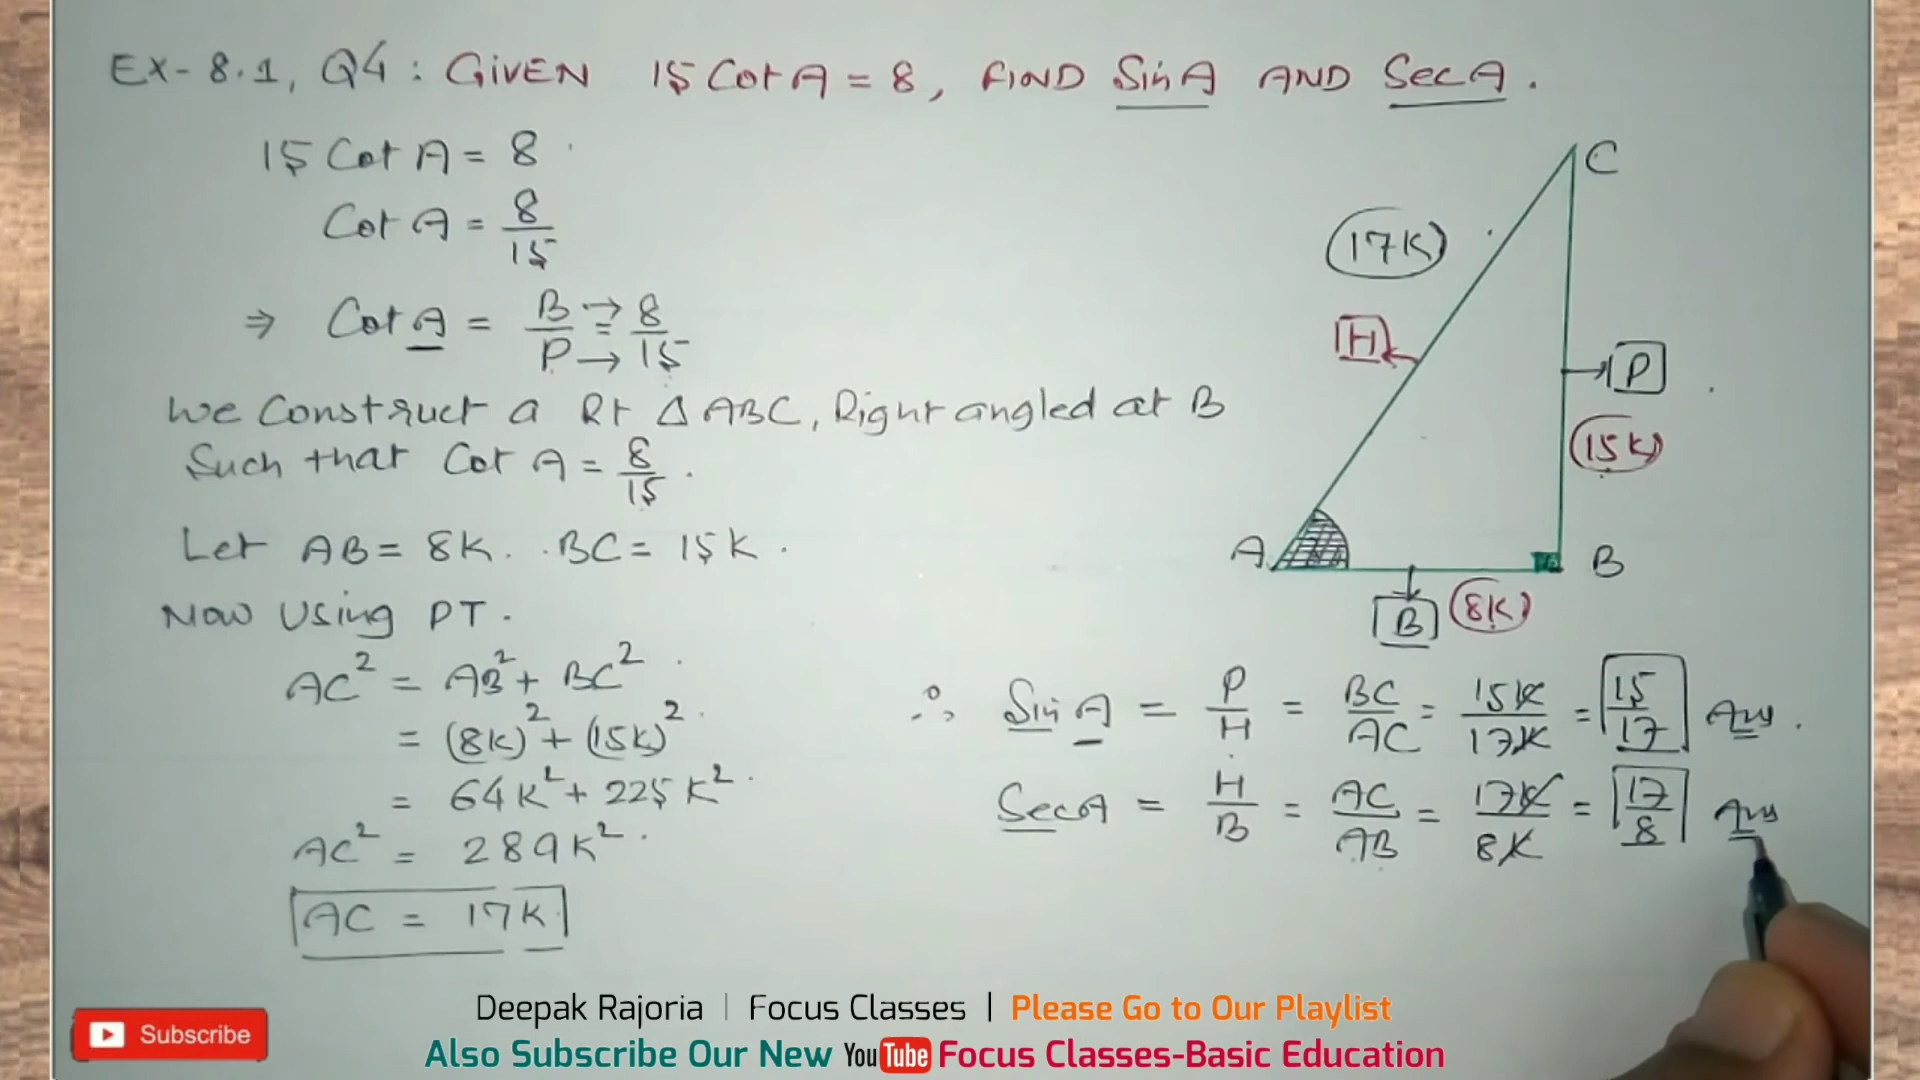 EX-8.1, Q4: GIVEN 15 Cot A = 8, FIND Sin A AND Sec A.
15 Cot A = 8
Cot A = 8/15
⇒ Cot A = B/P → = → 8/15
We Construct a Rt Δ ABC, Right angled at B
Such that Cot A = 8/15.
Let AB = 8K. BC = 15K.
Now Using PT.
AC² = AB² + BC²
= (8K)² + (15K)²
= 64K² + 225K²
AC² = 289K²
AC = 17K
C
17K
H
P
15K
A
B
B
8K
∴ Sin A = P/H = BC/AC = 15K/17K = 15/17 Ans.
Sec A = H/B = AC/AB = 17K/8K = 17/8 Ans
Deepak Rajoria | Focus Classes | Please Go to Our Playlist
Subscribe
Also Subscribe Our New YouTube Focus Classes-Basic Education